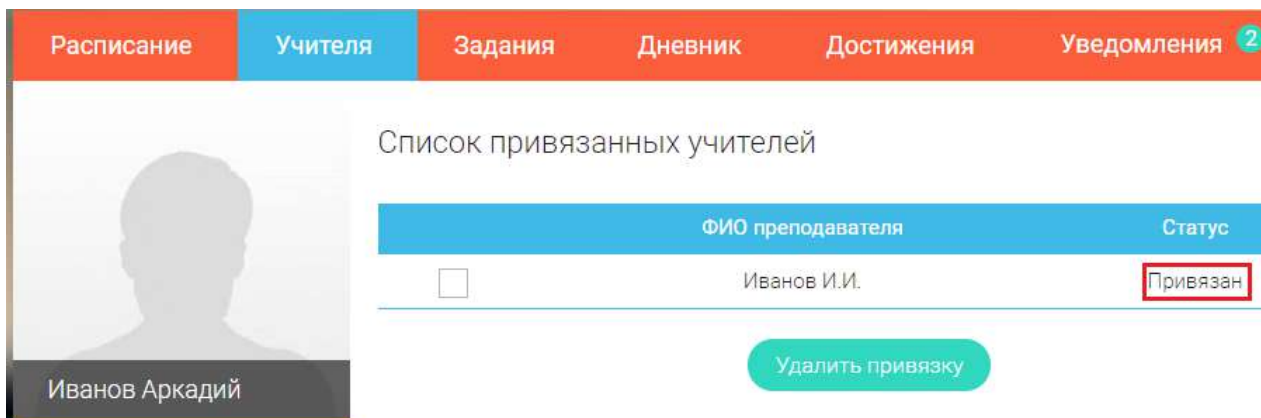 Расписание Учителя Задания Дневник Достижения Уведомления 2
Список привязанных учителей
ФИО преподавателя Статус
Иванов И.И. Привязан
Удалить привязку
Иванов Аркадий